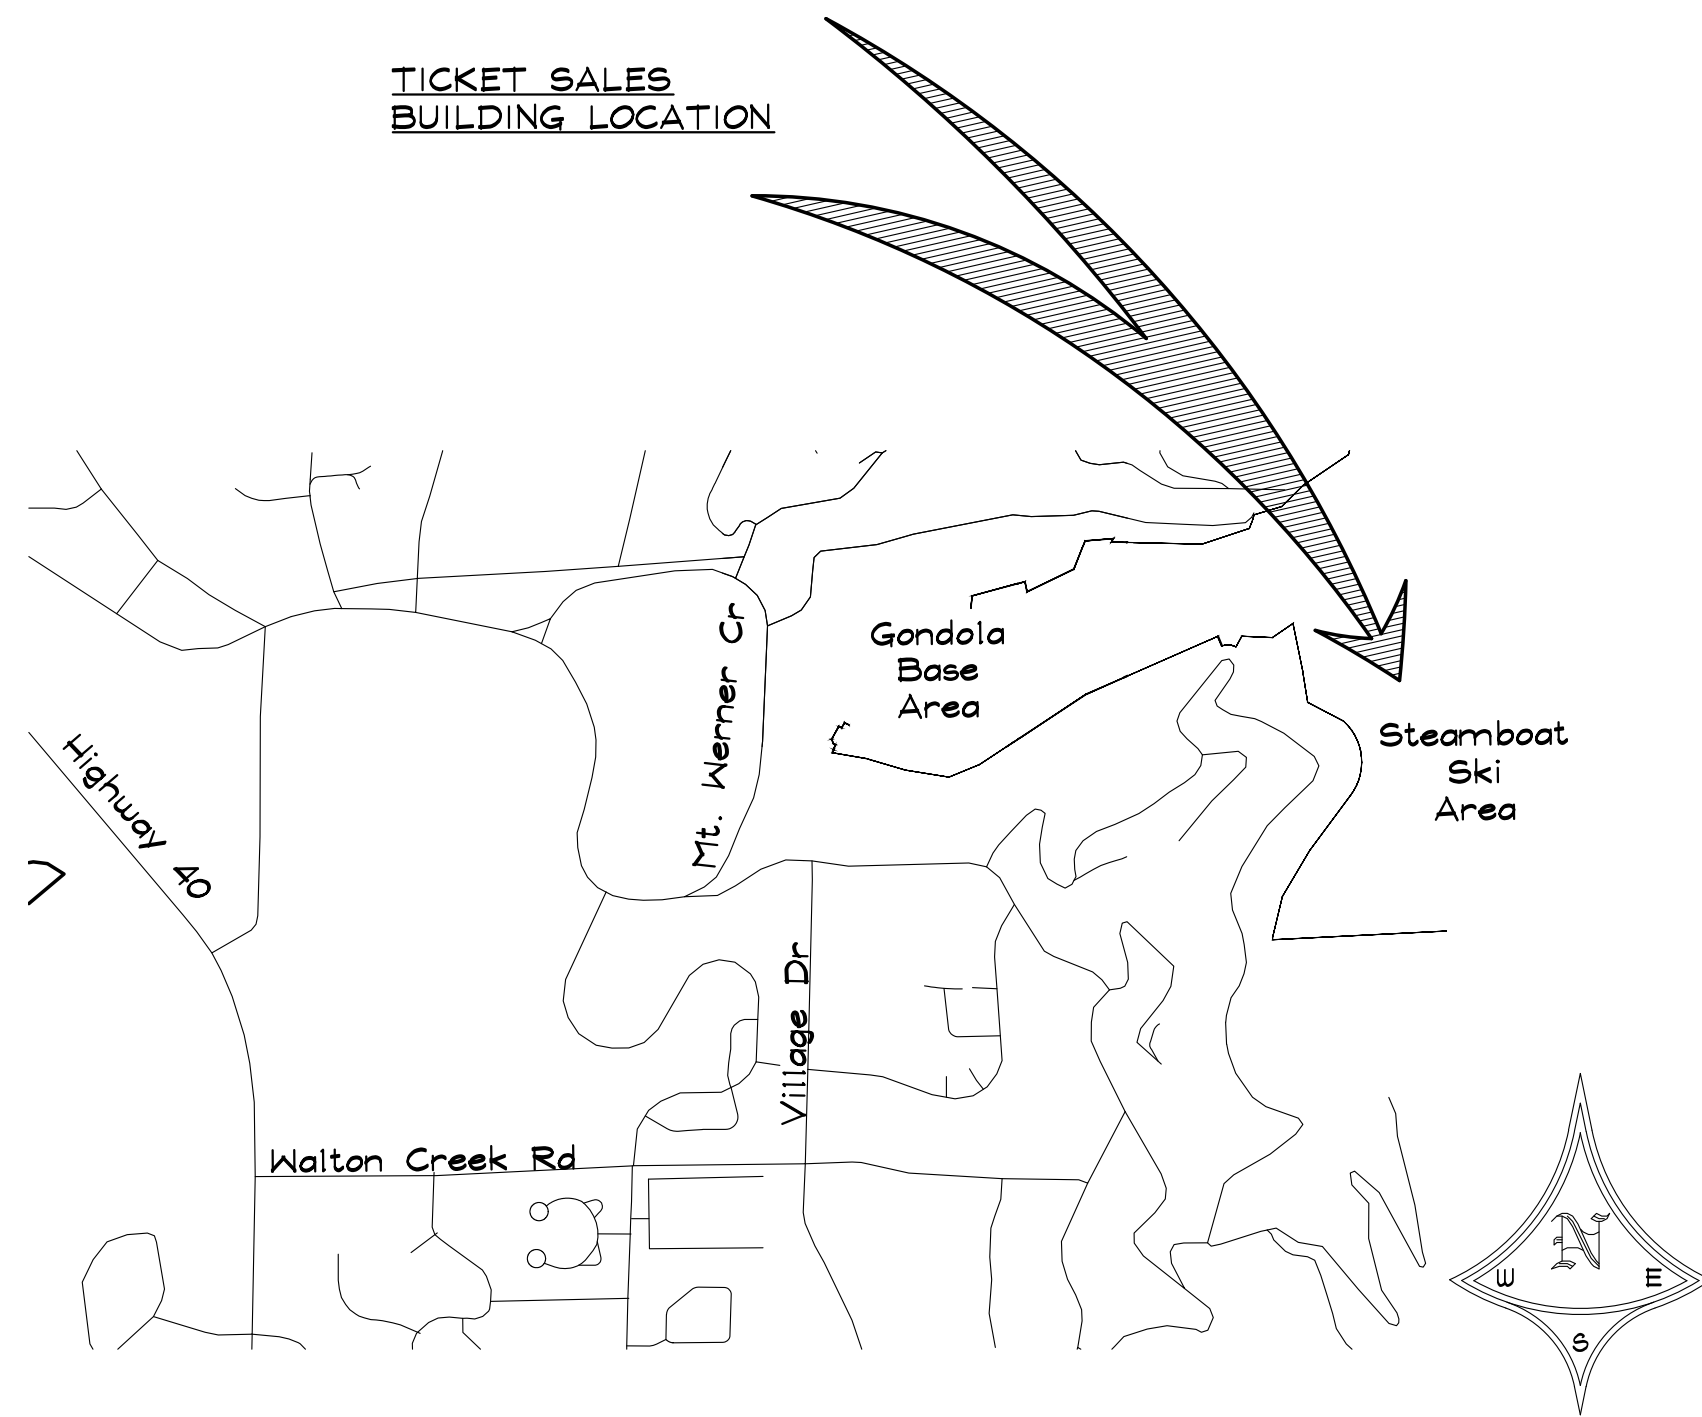 TICKET SALES
BUILDING LOCATION
Gondola
Base
Area
Mt. Werner Cr
Steamboat
Ski
Area
Highway 40
Village Dr
Walton Creek Rd
N
W E
S